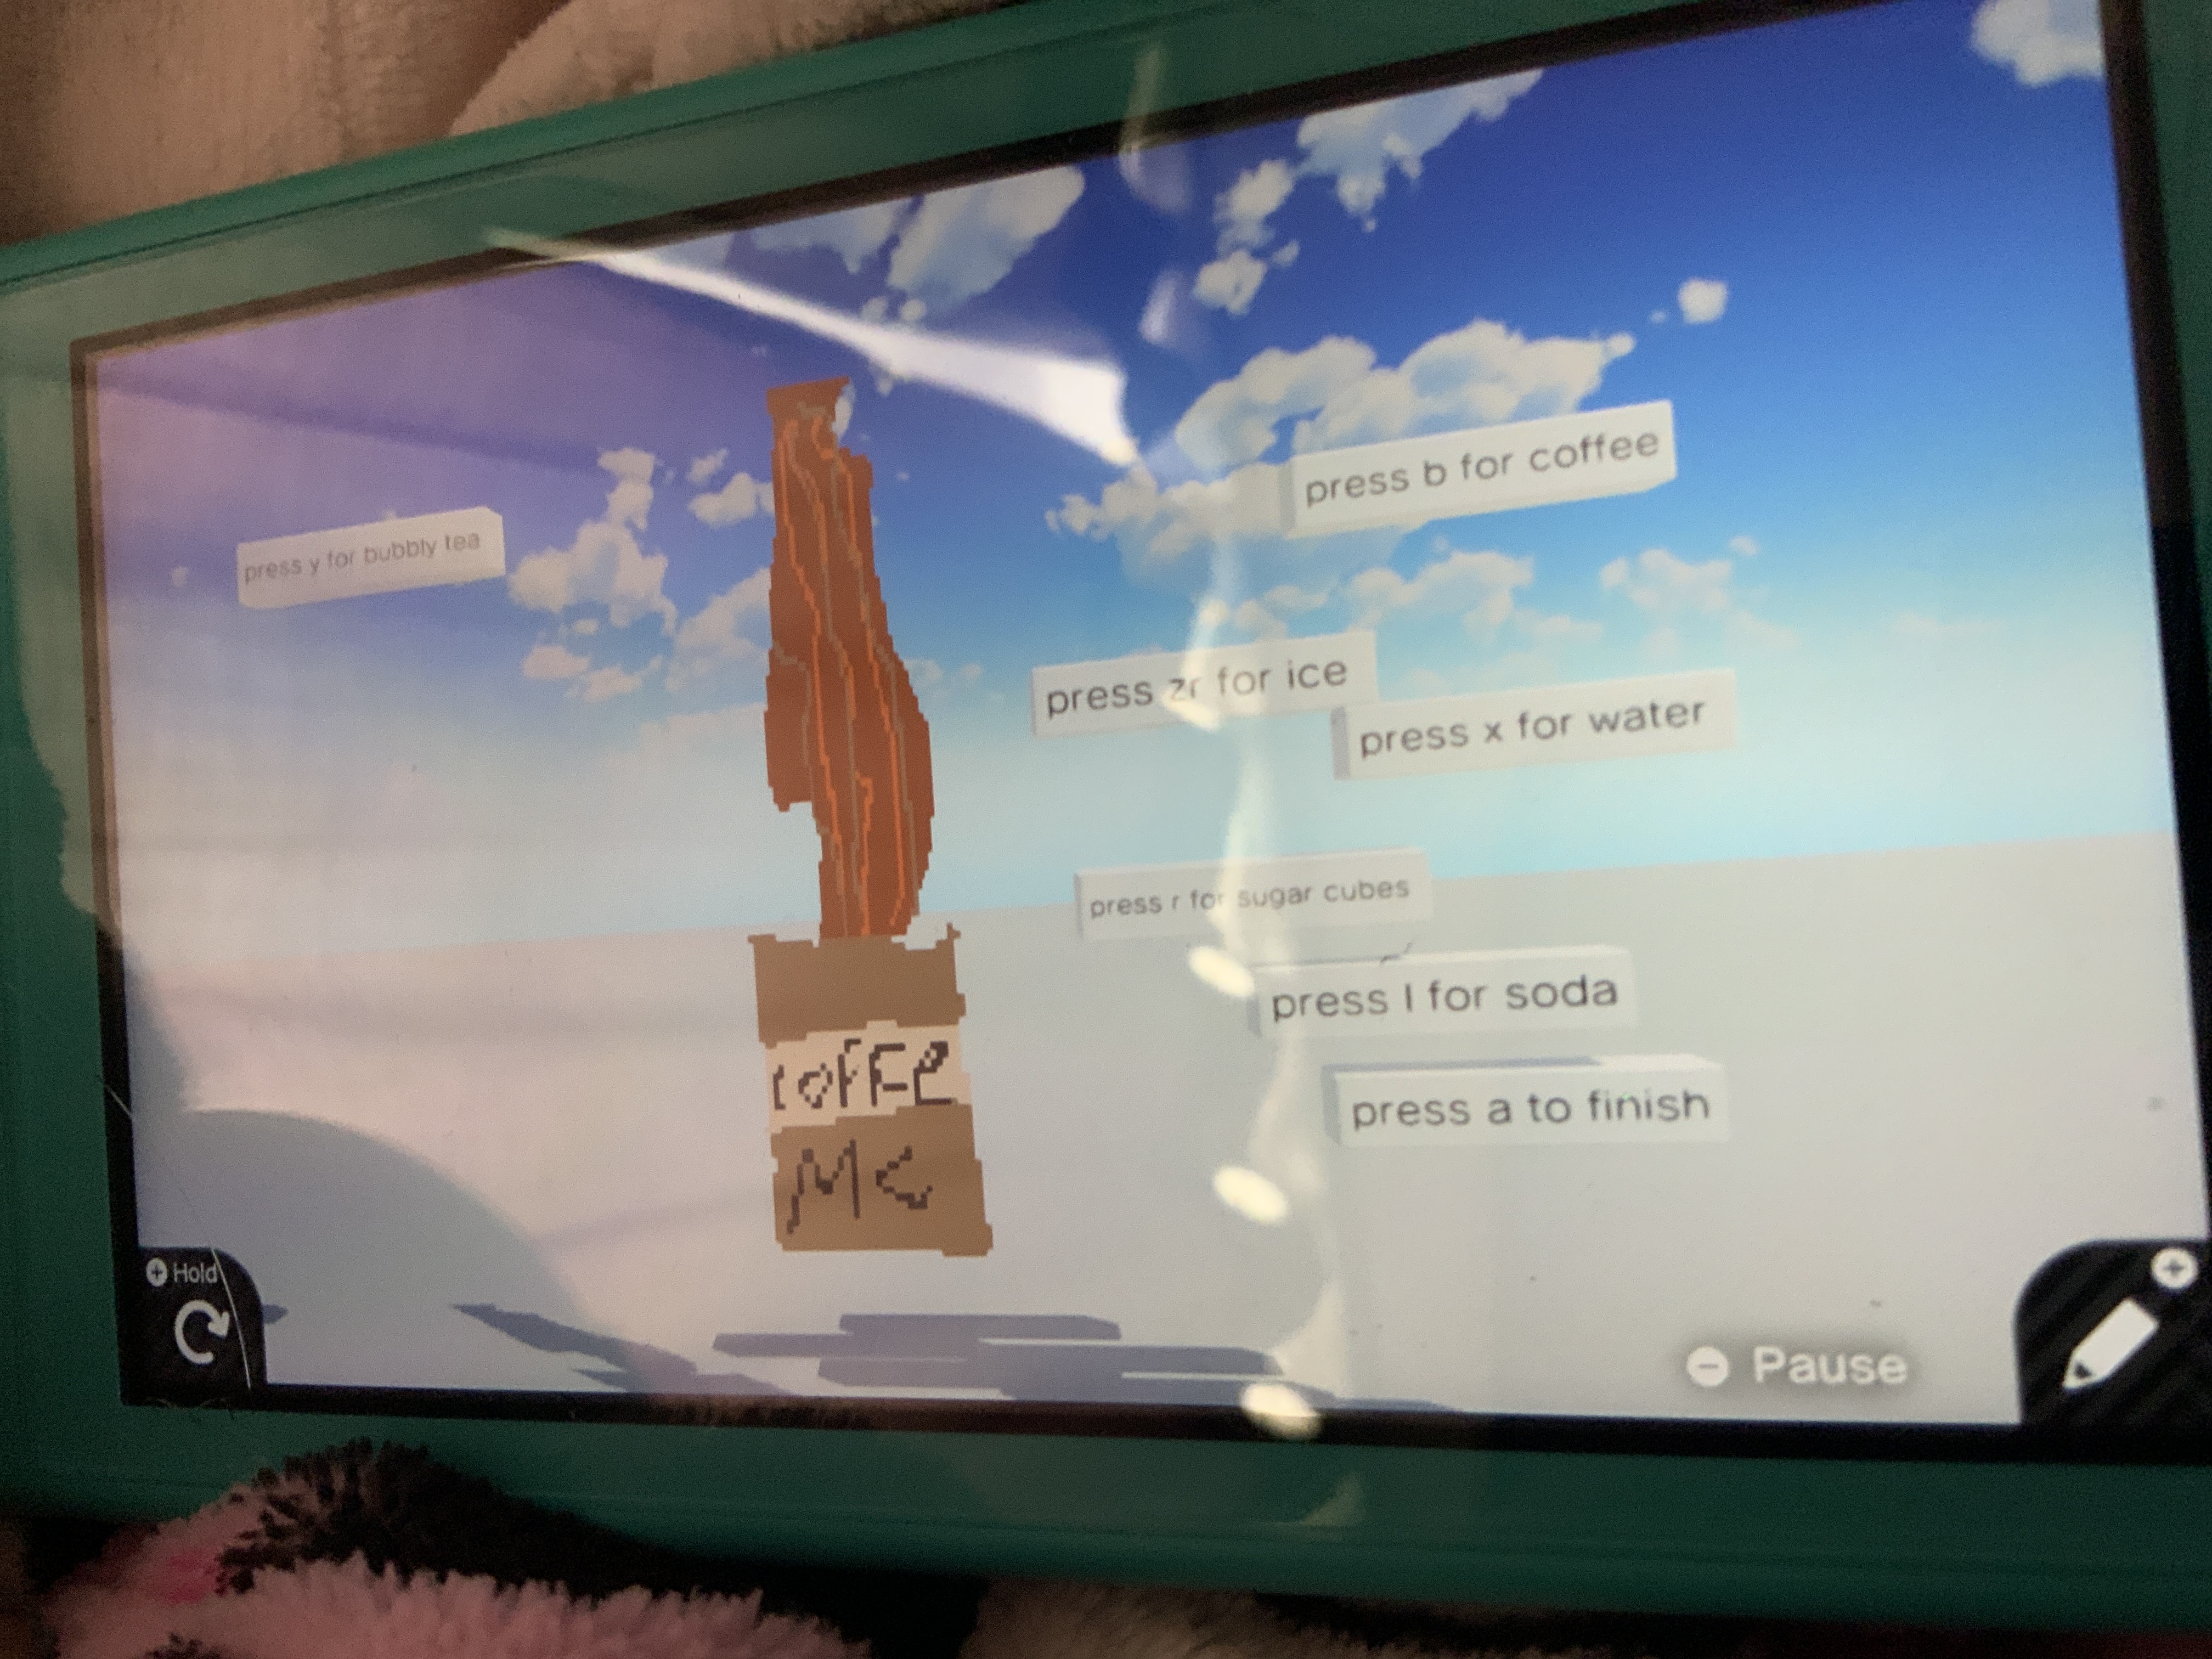 press b for coffee
press y for bubbly tea
press zr for ice
press x for water
press r for sugar cubes
press l for soda
coffe
press a to finish
Mc
Hold
Pause